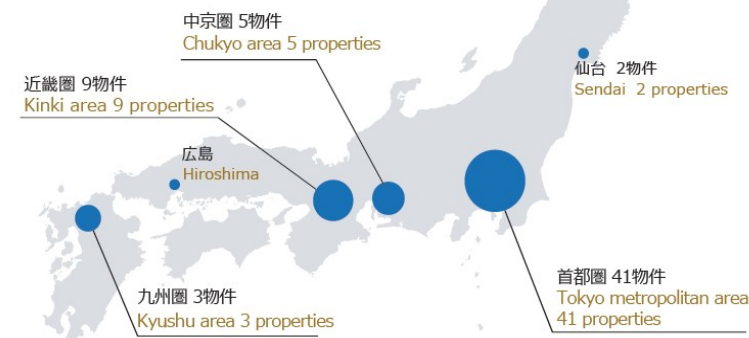 中京圏 5物件
Chukyo area 5 properties
近畿圏 9物件
Kinki area 9 properties
仙台 2物件
Sendai 2 properties
広島
Hiroshima
九州圏 3物件
Kyushu area 3 properties
首都圏 41物件
Tokyo metropolitan area
41 properties